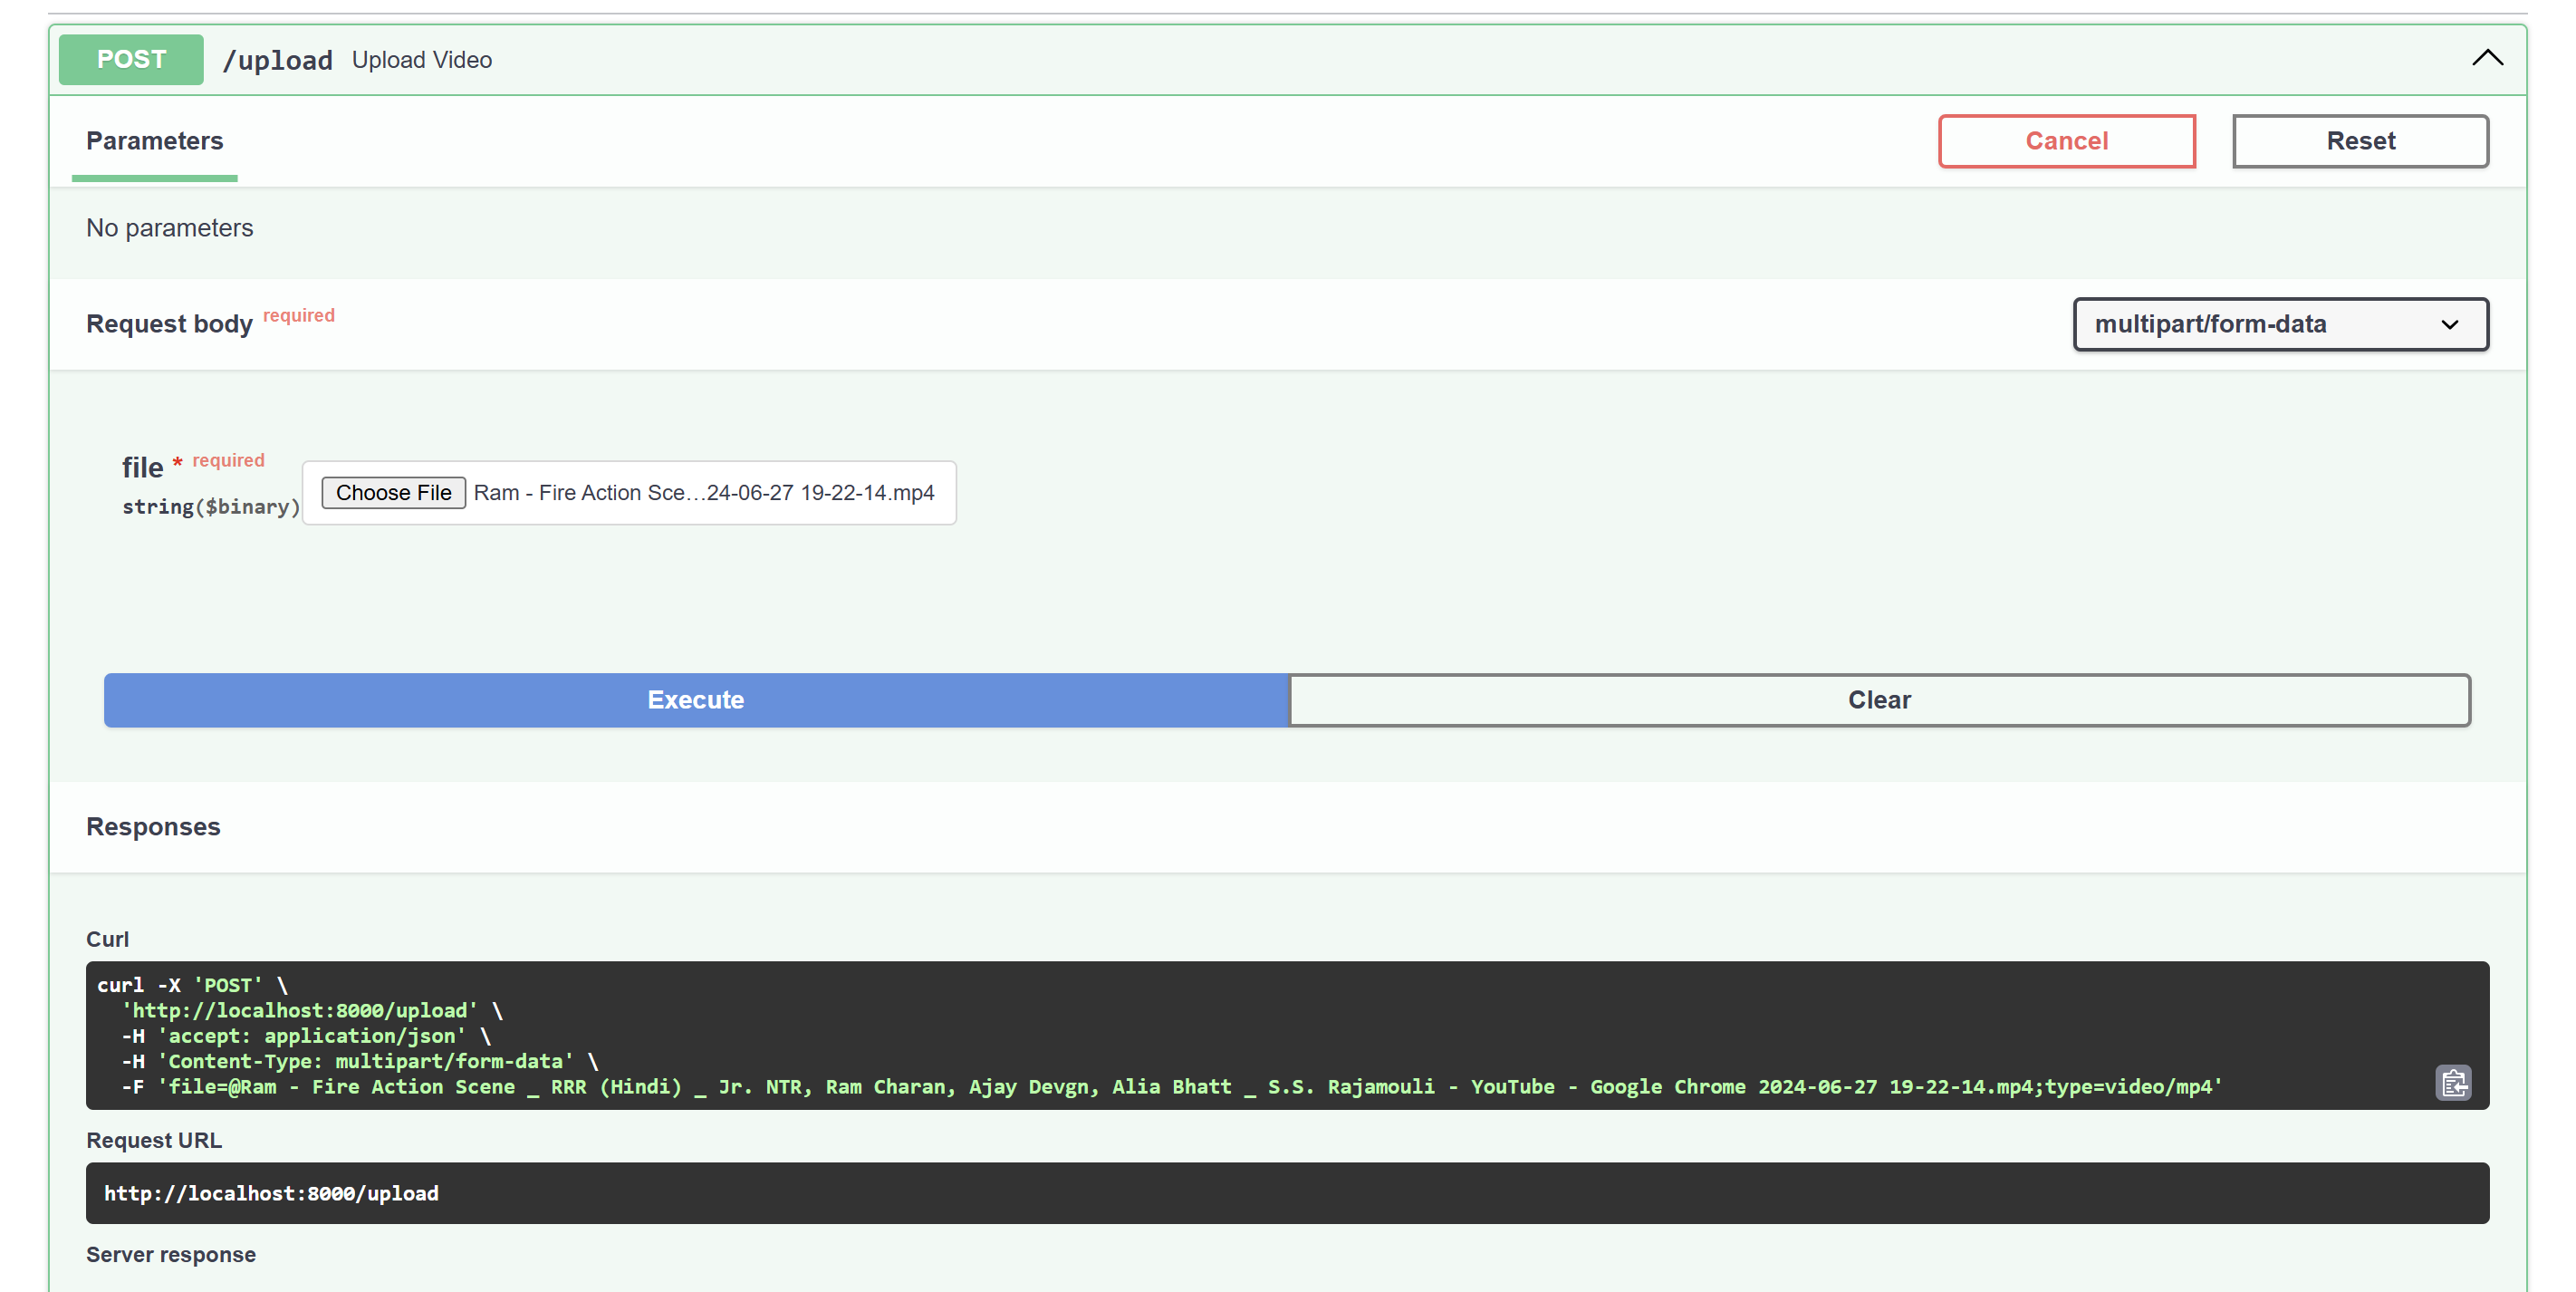 POST /upload Upload Video
Parameters
Cancel
Reset
No parameters
Request body required
multipart/form-data
file * required
string($binary)
Choose File Ram - Fire Action Sce…24-06-27 19-22-14.mp4
Execute
Clear
Responses
Curl
curl -X 'POST' \
'http://localhost:8000/upload' \
-H 'accept: application/json' \
-H 'Content-Type: multipart/form-data' \
-F 'file=@Ram - Fire Action Scene _ RRR (Hindi) _ Jr. NTR, Ram Charan, Ajay Devgn, Alia Bhatt _ S.S. Rajamouli - YouTube - Google Chrome 2024-06-27 19-22-14.mp4;type=video/mp4'
Request URL
http://localhost:8000/upload
Server response